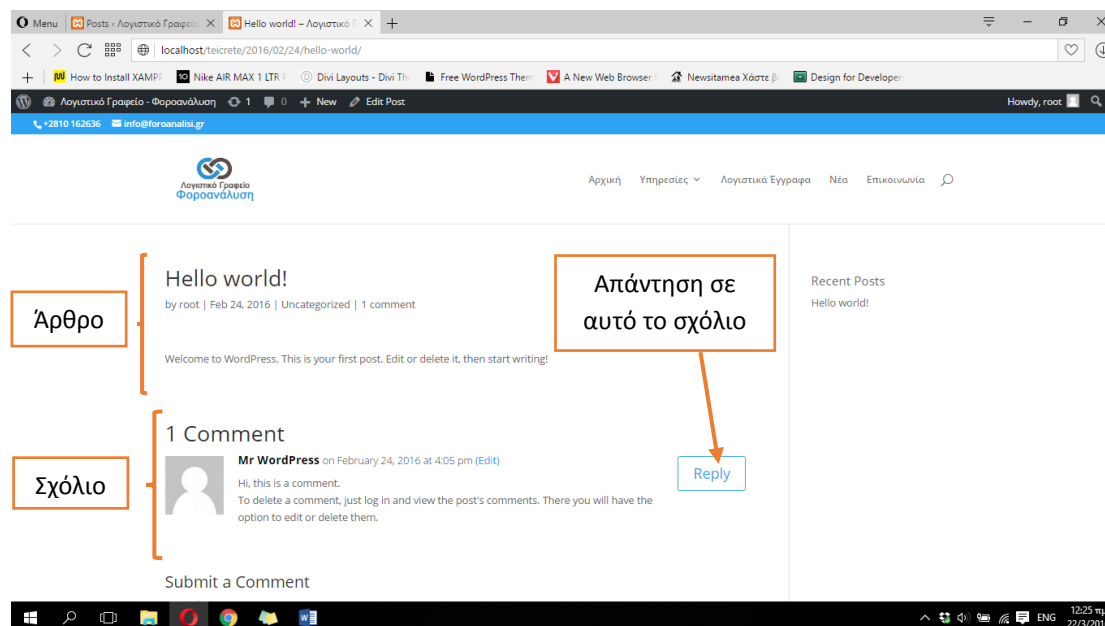 Menu
Posts ‹ Λογιστικό Γραφείο
Hello world! – Λογιστικό Γ
localhost/teicrete/2016/02/24/hello-world/
How to Install XAMPP
Nike AIR MAX 1 LTR
Divi Layouts - Divi Th
Free WordPress Them
A New Web Browser
Newsitamea Χάστε β
Design for Developer
Λογιστικό Γραφείο - Φοροανάλυση
1
0
New
Edit Post
Howdy, root
+2810 162636
info@foroanalisi.gr
Λογιστικό Γραφείο
Φοροανάλυση
Αρχική
Υπηρεσίες
Λογιστικά Έγγραφα
Νέα
Επικοινωνία
Άρθρο
Hello world!
by root | Feb 24, 2016 | Uncategorized | 1 comment
Welcome to WordPress. This is your first post. Edit or delete it, then start writing!
Απάντηση σε
αυτό το σχόλιο
Recent Posts
Hello world!
Σχόλιο
1 Comment
Mr WordPress on February 24, 2016 at 4:05 pm (Edit)
Hi, this is a comment.
To delete a comment, just log in and view the post's comments. There you will have the
option to edit or delete them.
Reply
Submit a Comment
ENG
12:25 πμ
22/3/201